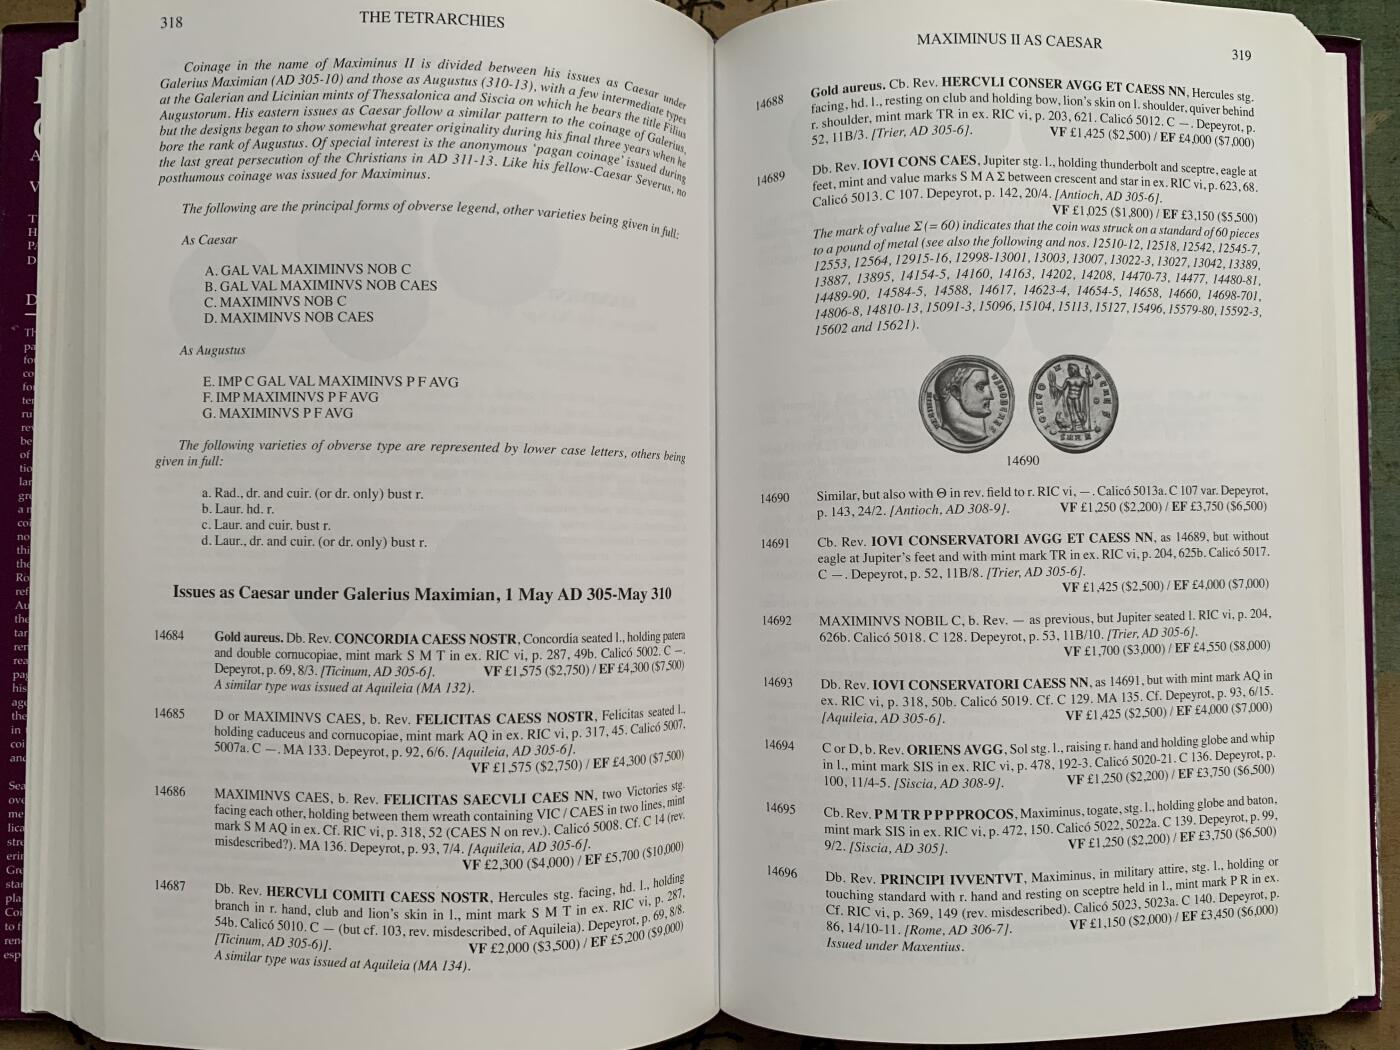 318
THE TETRARCHIES
Coinage in the name of Maximinus II is divided between his issues as Caesar under
Galerius Maximian (AD 305-10) and those as Augustus (310-13), with a few intermediate types
at the Galerian and Licinian mints of Thessalonica and Siscia on which he bears the title Filius
Augustorum. His eastern issues as Caesar follow a similar pattern to the coinage of Galerius,
but the designs began to show somewhat greater originality during his final three years when he
bore the rank of Augustus. Of special interest is the anonymous 'pagan coinage' issued during
the last great persecution of the Christians in AD 311-13. Like his fellow-Caesar Severus, no
posthumous coinage was issued for Maximinus.
The following are the principal forms of obverse legend, other varieties being given in full:
As Caesar
A. GAL VAL MAXIMINVS NOB C
B. GAL VAL MAXIMINVS NOB CAES
C. MAXIMINVS NOB C
D. MAXIMINVS NOB CAES
As Augustus
E. IMP C GAL VAL MAXIMINVS P F AVG
F. IMP MAXIMINVS P F AVG
G. MAXIMINVS P F AVG
The following varieties of obverse type are represented by lower case letters, others being
given in full:
a. Rad., dr. and cuir. (or dr. only) bust r.
b. Laur. hd. r.
c. Laur. and cuir. bust r.
d. Laur., dr. and cuir. (or dr. only) bust r.
Issues as Caesar under Galerius Maximian, 1 May AD 305-May 310
14684 Gold aureus. Db. Rev. CONCORDIA CAESS NOSTR, Concordia seated l., holding patera
and double cornucopiae, mint mark S M T in ex. RIC vi, p. 287, 49b. Calicó 5002. C —.
Depeyrot, p. 69, 8/3. [Ticinum, AD 305-6]. VF £1,575 ($2,750) / EF £4,300 ($7,500)
A similar type was issued at Aquileia (MA 132).
14685 D or MAXIMINVS CAES, b. Rev. FELICITAS CAESS NOSTR, Felicitas seated l.,
holding caduceus and cornucopiae, mint mark AQ in ex. RIC vi, p. 317, 45. Calicó 5007,
5007a. C —. MA 133. Depeyrot, p. 92, 6/6. [Aquileia, AD 305-6].
VF £1,575 ($2,750) / EF £4,300 ($7,500)
14686 MAXIMINVS CAES, b. Rev. FELICITAS SAECVLI CAES NN, two Victories stg.
facing each other, holding between them wreath containing VIC / CAES in two lines, mint
mark S M AQ in ex. Cf. RIC vi, p. 318, 52 (CAES N on rev.). Calicó 5008. Cf. C 14 (rev.
misdescribed?). MA 136. Depeyrot, p. 93, 7/4. [Aquileia, AD 305-6].
VF £2,300 ($4,000) / EF £5,700 ($10,000)
14687 Db. Rev. HERCVLI COMITI CAESS NOSTR, Hercules stg. facing, hd. l., holding
branch in r. hand, club and lion's skin in l., mint mark S M T in ex. RIC vi, p. 287,
54b. Calicó 5010. C — (but cf. 103, rev. misdescribed, of Aquileia). Depeyrot, p. 69, 8/8.
[Ticinum, AD 305-6)]. VF £2,000 ($3,500) / EF £5,200 ($9,000)
A similar type was issued at Aquileia (MA 134).
MAXIMINUS II AS CAESAR
319
14688 Gold aureus. Cb. Rev. HERCVLI CONSER AVGG ET CAESS NN, Hercules stg.
facing, hd. l., resting on club and holding bow, lion's skin on l. shoulder, quiver behind
r. shoulder, mint mark TR in ex. RIC vi, p. 203, 621. Calicó 5012. C —. Depeyrot, p.
52, 11B/3. [Trier, AD 305-6]. VF £1,425 ($2,500) / EF £4,000 ($7,000)
14689 Db. Rev. IOVI CONS CAES, Jupiter stg. l., holding thunderbolt and sceptre, eagle at
feet, mint and value marks S M A Σ between crescent and star in ex. RIC vi, p. 623, 68.
Calicó 5013. C 107. Depeyrot, p. 142, 20/4. [Antioch, AD 305-6].
VF £1,025 ($1,800) / EF £3,150 ($5,500)
The mark of value Σ (= 60) indicates that the coin was struck on a standard of 60 pieces
to a pound of metal (see also the following and nos. 12510-12, 12518, 12542, 12545-7,
12553, 12564, 12915-16, 12998-13001, 13003, 13007, 13022-3, 13027, 13042, 13389,
13887, 13895, 14154-5, 14160, 14163, 14202, 14208, 14470-73, 14477, 14480-81,
14489-90, 14584-5, 14588, 14617, 14623-4, 14654-5, 14658, 14660, 14698-701,
14806-8, 14810-13, 15091-3, 15096, 15104, 15113, 15127, 15496, 15579-80, 15592-3,
15602 and 15621).
14690
14690 Similar, but also with Θ in rev. field to r. RIC vi, —. Calicó 5013a. C 107 var. Depeyrot,
p. 143, 24/2. [Antioch, AD 308-9]. VF £1,250 ($2,200) / EF £3,750 ($6,500)
14691 Cb. Rev. IOVI CONSERVATORI AVGG ET CAESS NN, as 14689, but without
eagle at Jupiter's feet and with mint mark TR in ex. RIC vi, p. 204, 625b. Calicó 5017.
C —. Depeyrot, p. 52, 11B/8. [Trier, AD 305-6].
VF £1,425 ($2,500) / EF £4,000 ($7,000)
14692 MAXIMINVS NOBIL C, b. Rev. — as previous, but Jupiter seated l. RIC vi, p. 204,
626b. Calicó 5018. C 128. Depeyrot, p. 53, 11B/10. [Trier, AD 305-6].
VF £1,700 ($3,000) / EF £4,550 ($8,000)
14693 Db. Rev. IOVI CONSERVATORI CAESS NN, as 14691, but with mint mark AQ in
ex. RIC vi, p. 318, 50b. Calicó 5019. Cf. C 129. MA 135. Cf. Depeyrot, p. 93, 6/15.
[Aquileia, AD 305-6]. VF £1,425 ($2,500) / EF £4,000 ($7,000)
14694 C or D, b. Rev. ORIENS AVGG, Sol stg. l., raising r. hand and holding globe and whip
in l., mint mark SIS in ex. RIC vi, p. 478, 192-3. Calicó 5020-21. C 136. Depeyrot, p.
100, 11/4-5. [Siscia, AD 308-9]. VF £1,250 ($2,200) / EF £3,750 ($6,500)
14695 Cb. Rev. P M TR P P P PROCOS, Maximinus, togate, stg. l., holding globe and baton,
mint mark SIS in ex. RIC vi, p. 472, 150. Calicó 5022, 5022a. C 139. Depeyrot, p. 99,
9/2. [Siscia, AD 305]. VF £1,250 ($2,200) / EF £3,750 ($6,500)
14696 Db. Rev. PRINCIPI IVVENTVT, Maximinus, in military attire, stg. l., holding or
touching standard with r. hand and resting on sceptre held in l., mint mark P R in ex.
Cf. RIC vi, p. 369, 149 (rev. misdescribed). Calicó 5023, 5023a. C 140. Depeyrot, p.
86, 14/10-11. [Rome, AD 306-7]. VF £1,150 ($2,000) / EF £3,450 ($6,000)
Issued under Maxentius.